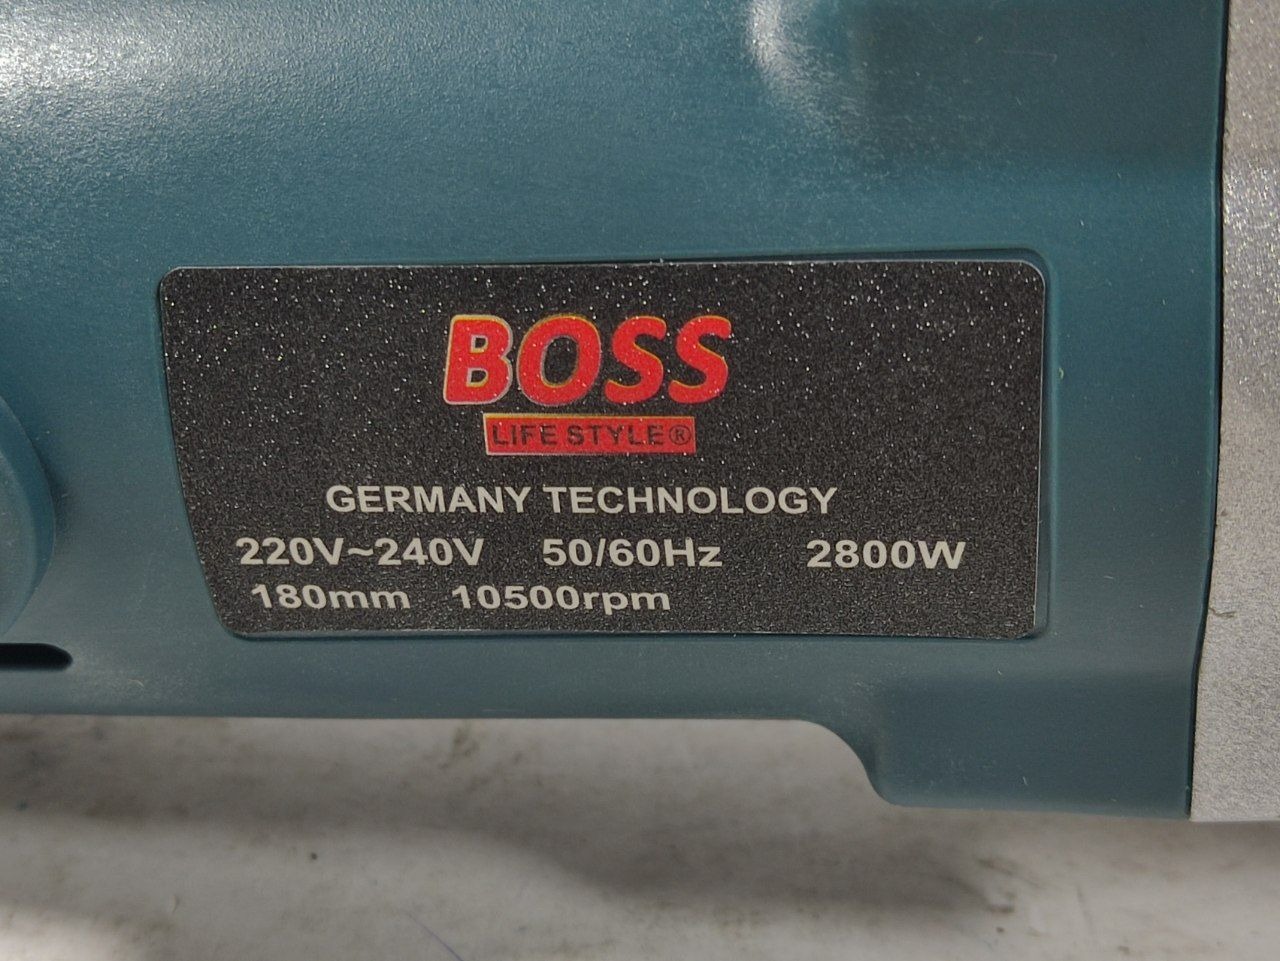 BOSS
LIFE STYLE®
GERMANY TECHNOLOGY
220V~240V 50/60Hz 2800W
180mm 10500rpm